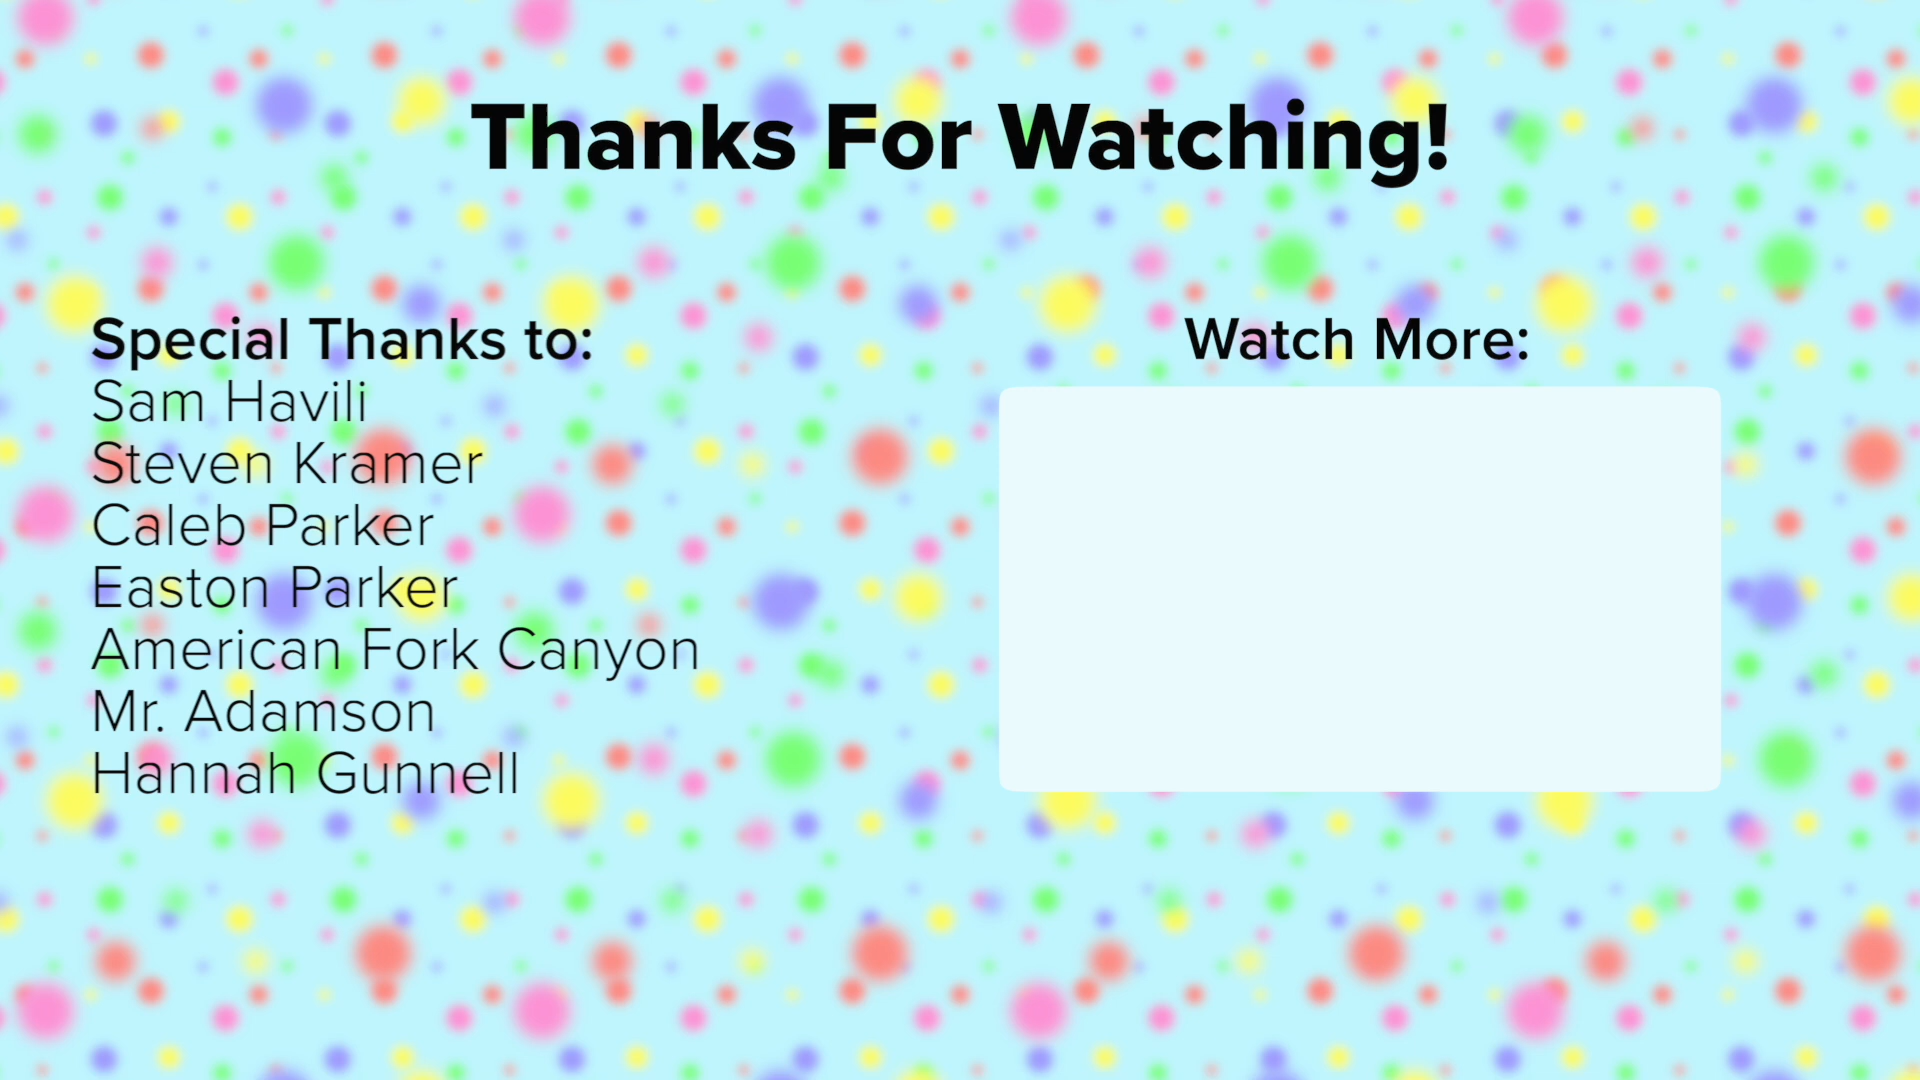 Thanks For Watching!
Special Thanks to:
Sam Havili
Steven Kramer
Caleb Parker
Easton Parker
American Fork Canyon
Mr. Adamson
Hannah Gunnell
Watch More: